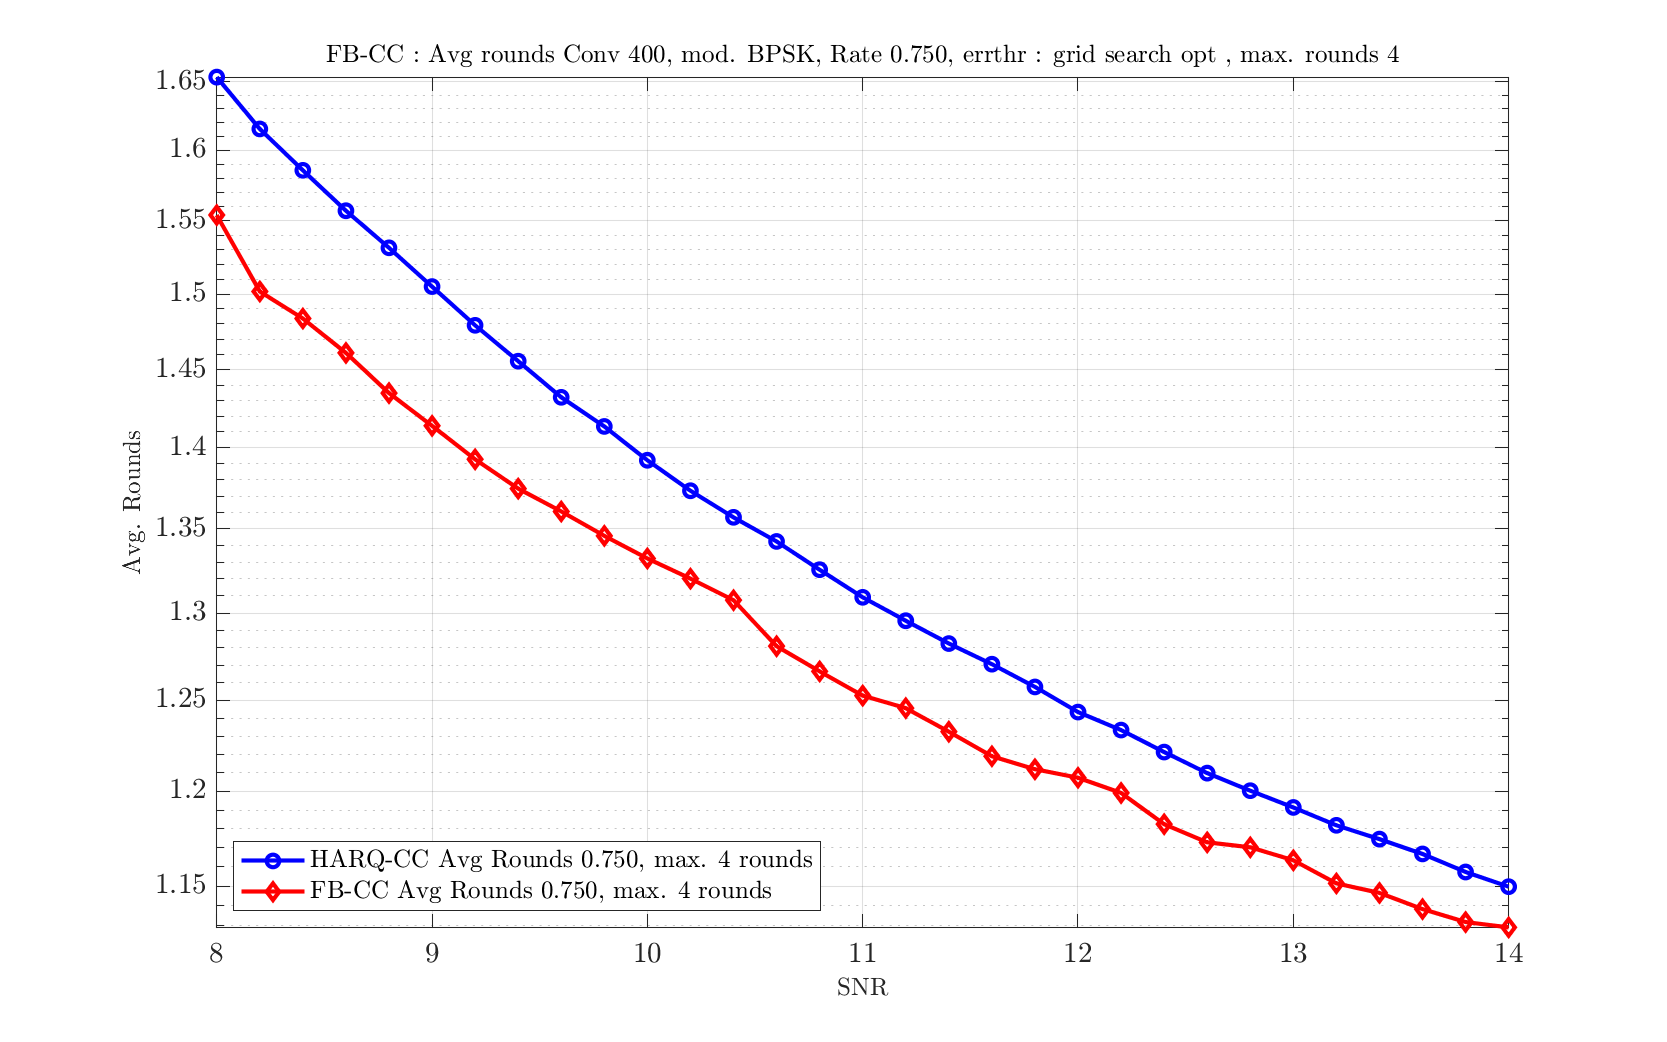 FB-CC : Avg rounds Conv 400, mod. BPSK, Rate 0.750, errthr : grid search opt , max. rounds 4
1.65
1.6
1.55
1.5
1.45
1.4
1.35
1.3
1.25
1.2
1.15
Avg. Rounds
HARQ-CC Avg Rounds 0.750, max. 4 rounds
FB-CC Avg Rounds 0.750, max. 4 rounds
8 9 10 11 12 13 14
SNR